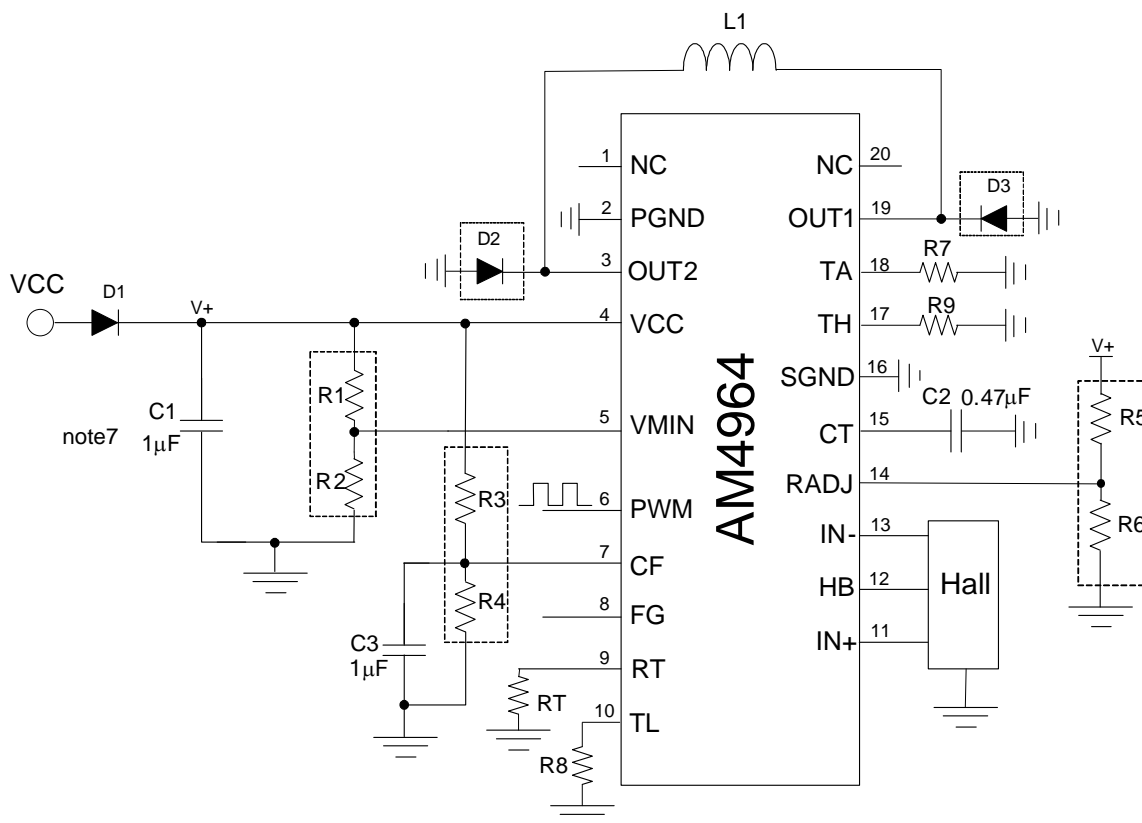 L1
1
NC
2
PGND
3
OUT2
4
VCC
5
VMIN
6
PWM
7
CF
8
FG
9
RT
10
TL
AM4964
NC
20
OUT1
19
TA
18
TH
17
SGND
16
CT
15
RADJ
14
IN-
13
HB
12
IN+
11
D2
D3
R7
R9
C2 0.47μF
V+
R5
R6
Hall
VCC
D1
V+
C1
1μF
note7
R1
R2
R3
R4
C3
1μF
RT
R8